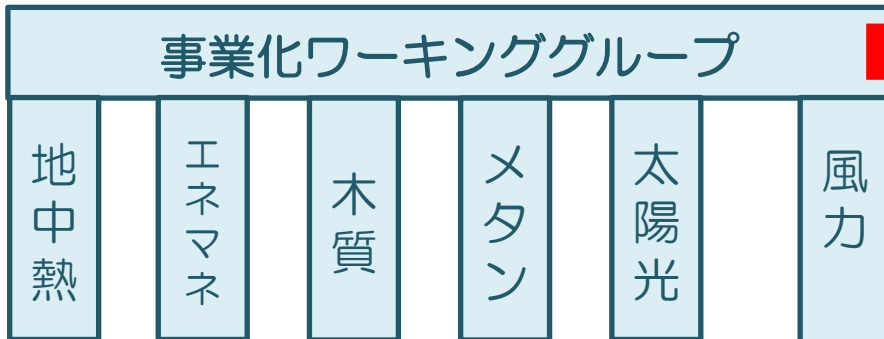 事業化ワーキンググループ
地中熱
エネマネ
木質
メタン
太陽光
風力